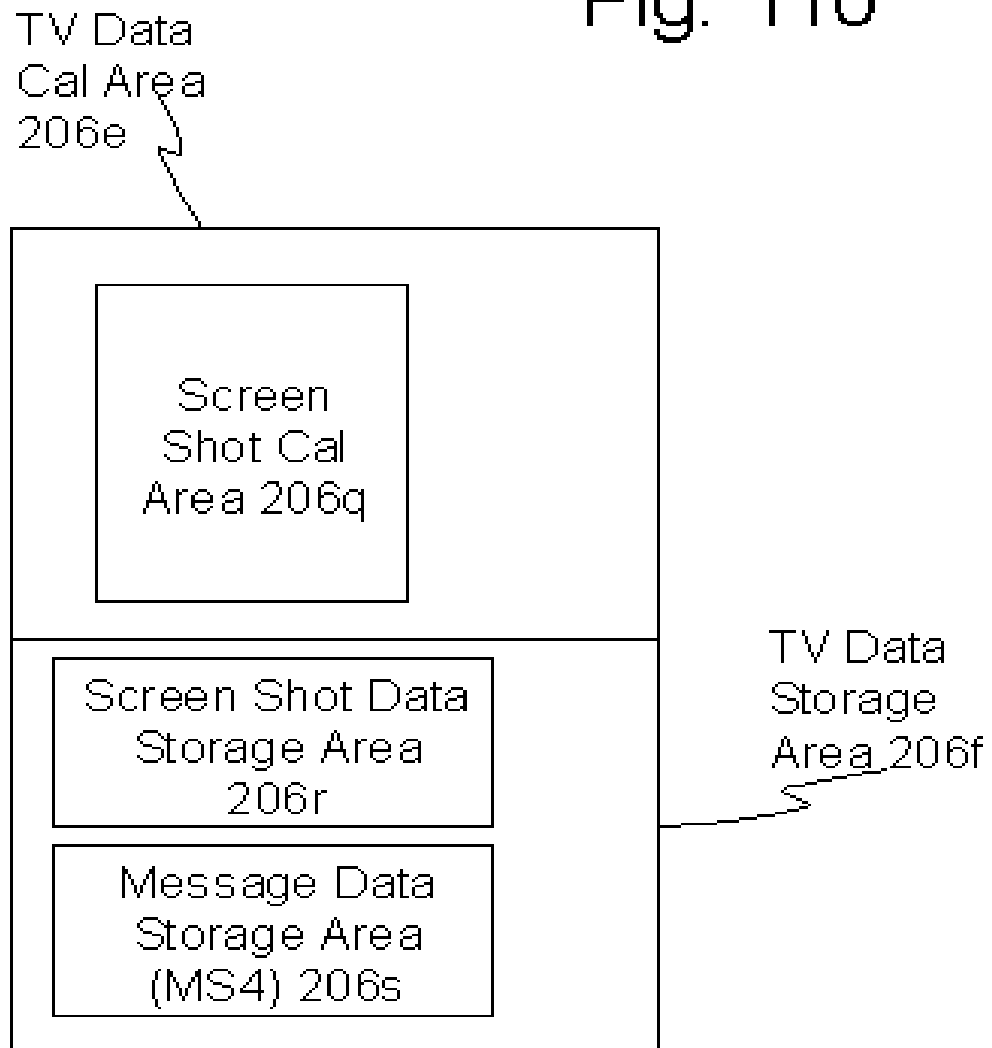 TV Data
Cal Area
206e
Screen
Shot Cal
Area 206q
Screen Shot Data
Storage Area
206r
Message Data
Storage Area
(MS4) 206s
TV Data
Storage
Area 206f